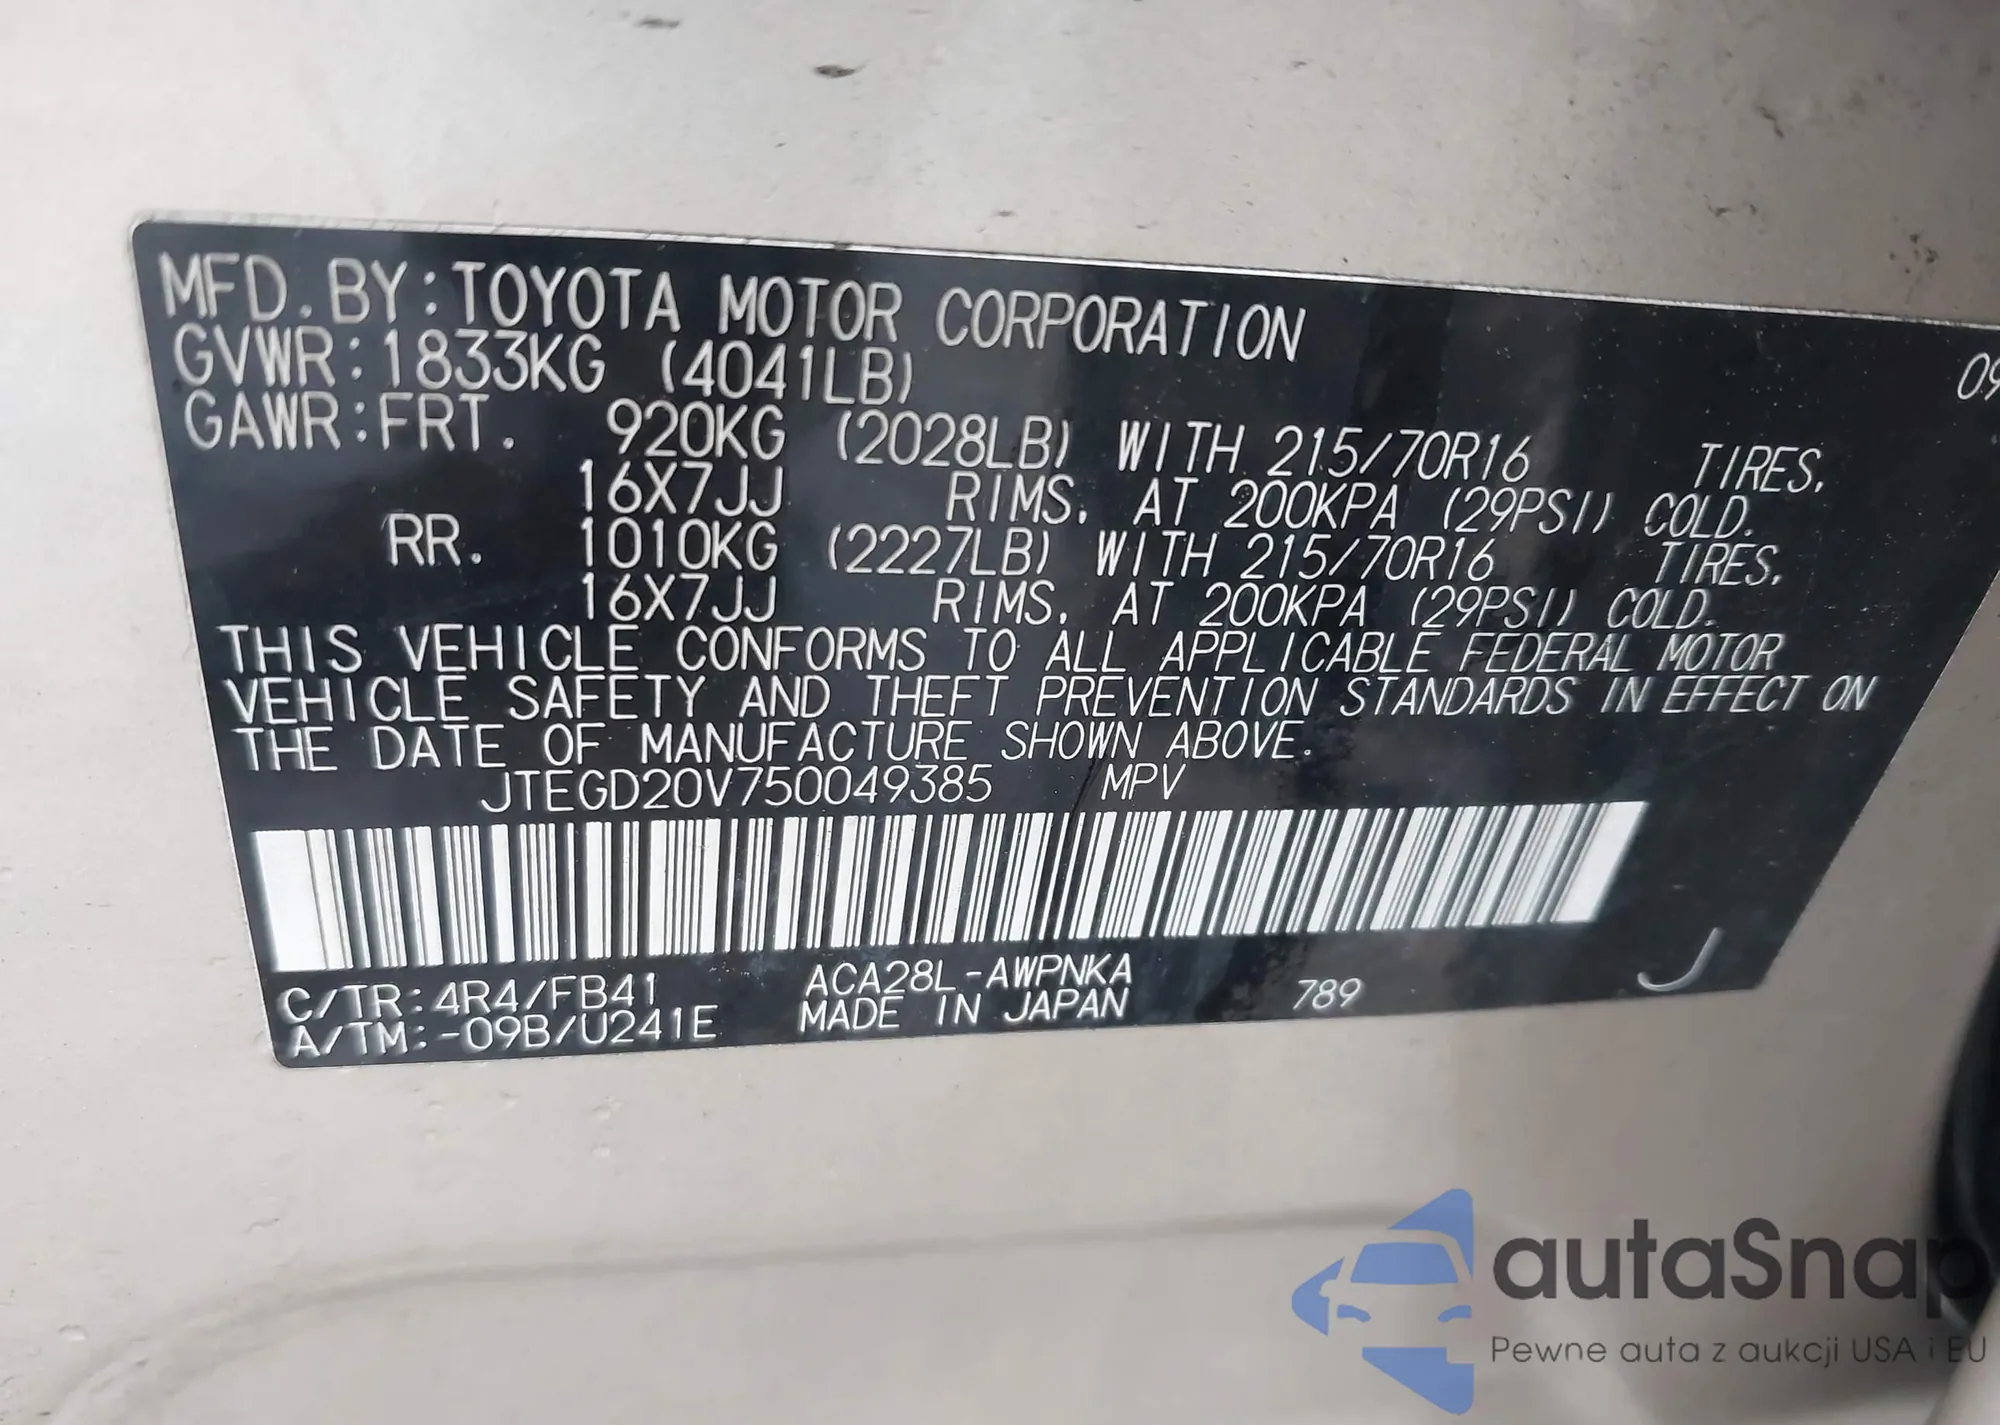 MFD. BY: TOYOTA MOTOR CORPORATION
09
GVWR: 1833KG (4041LB)
GAWR: FRT. 920KG (2028LB) WITH 215/70R16 TIRES,
16X7JJ RIMS, AT 200KPA (29PSI) COLD.
RR. 1010KG (2227LB) WITH 215/70R16 TIRES,
16X7JJ RIMS, AT 200KPA (29PSI) COLD.
THIS VEHICLE CONFORMS TO ALL APPLICABLE FEDERAL MOTOR
VEHICLE SAFETY AND THEFT PREVENTION STANDARDS IN EFFECT ON
THE DATE OF MANUFACTURE SHOWN ABOVE.
JTEGD20V750049385 MPV
C/TR: 4R4/FB41 ACA28L-AWPNKA
A/TM: -09B/U241E MADE IN JAPAN 789 J
autaSnap
Pewne auta z aukcji USA i EU